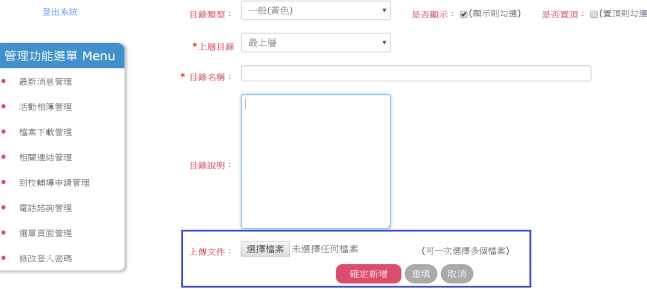 登出系統
管理功能選單 Menu
最新消息管理
活動相簿管理
檔案下載管理
相關連結管理
到校輔導申請管理
電話諮詢管理
選單頁面管理
修改登入密碼
目錄類型： 一般(黃色) 是否顯示： (顯示則勾選) 是否置頂： (置頂則勾選
*上層目錄 最上層
* 目錄名稱：
目錄說明：
上傳文件： 選擇檔案 未選擇任何檔案 (可一次選擇多個檔案)
確定新增 重填 取消